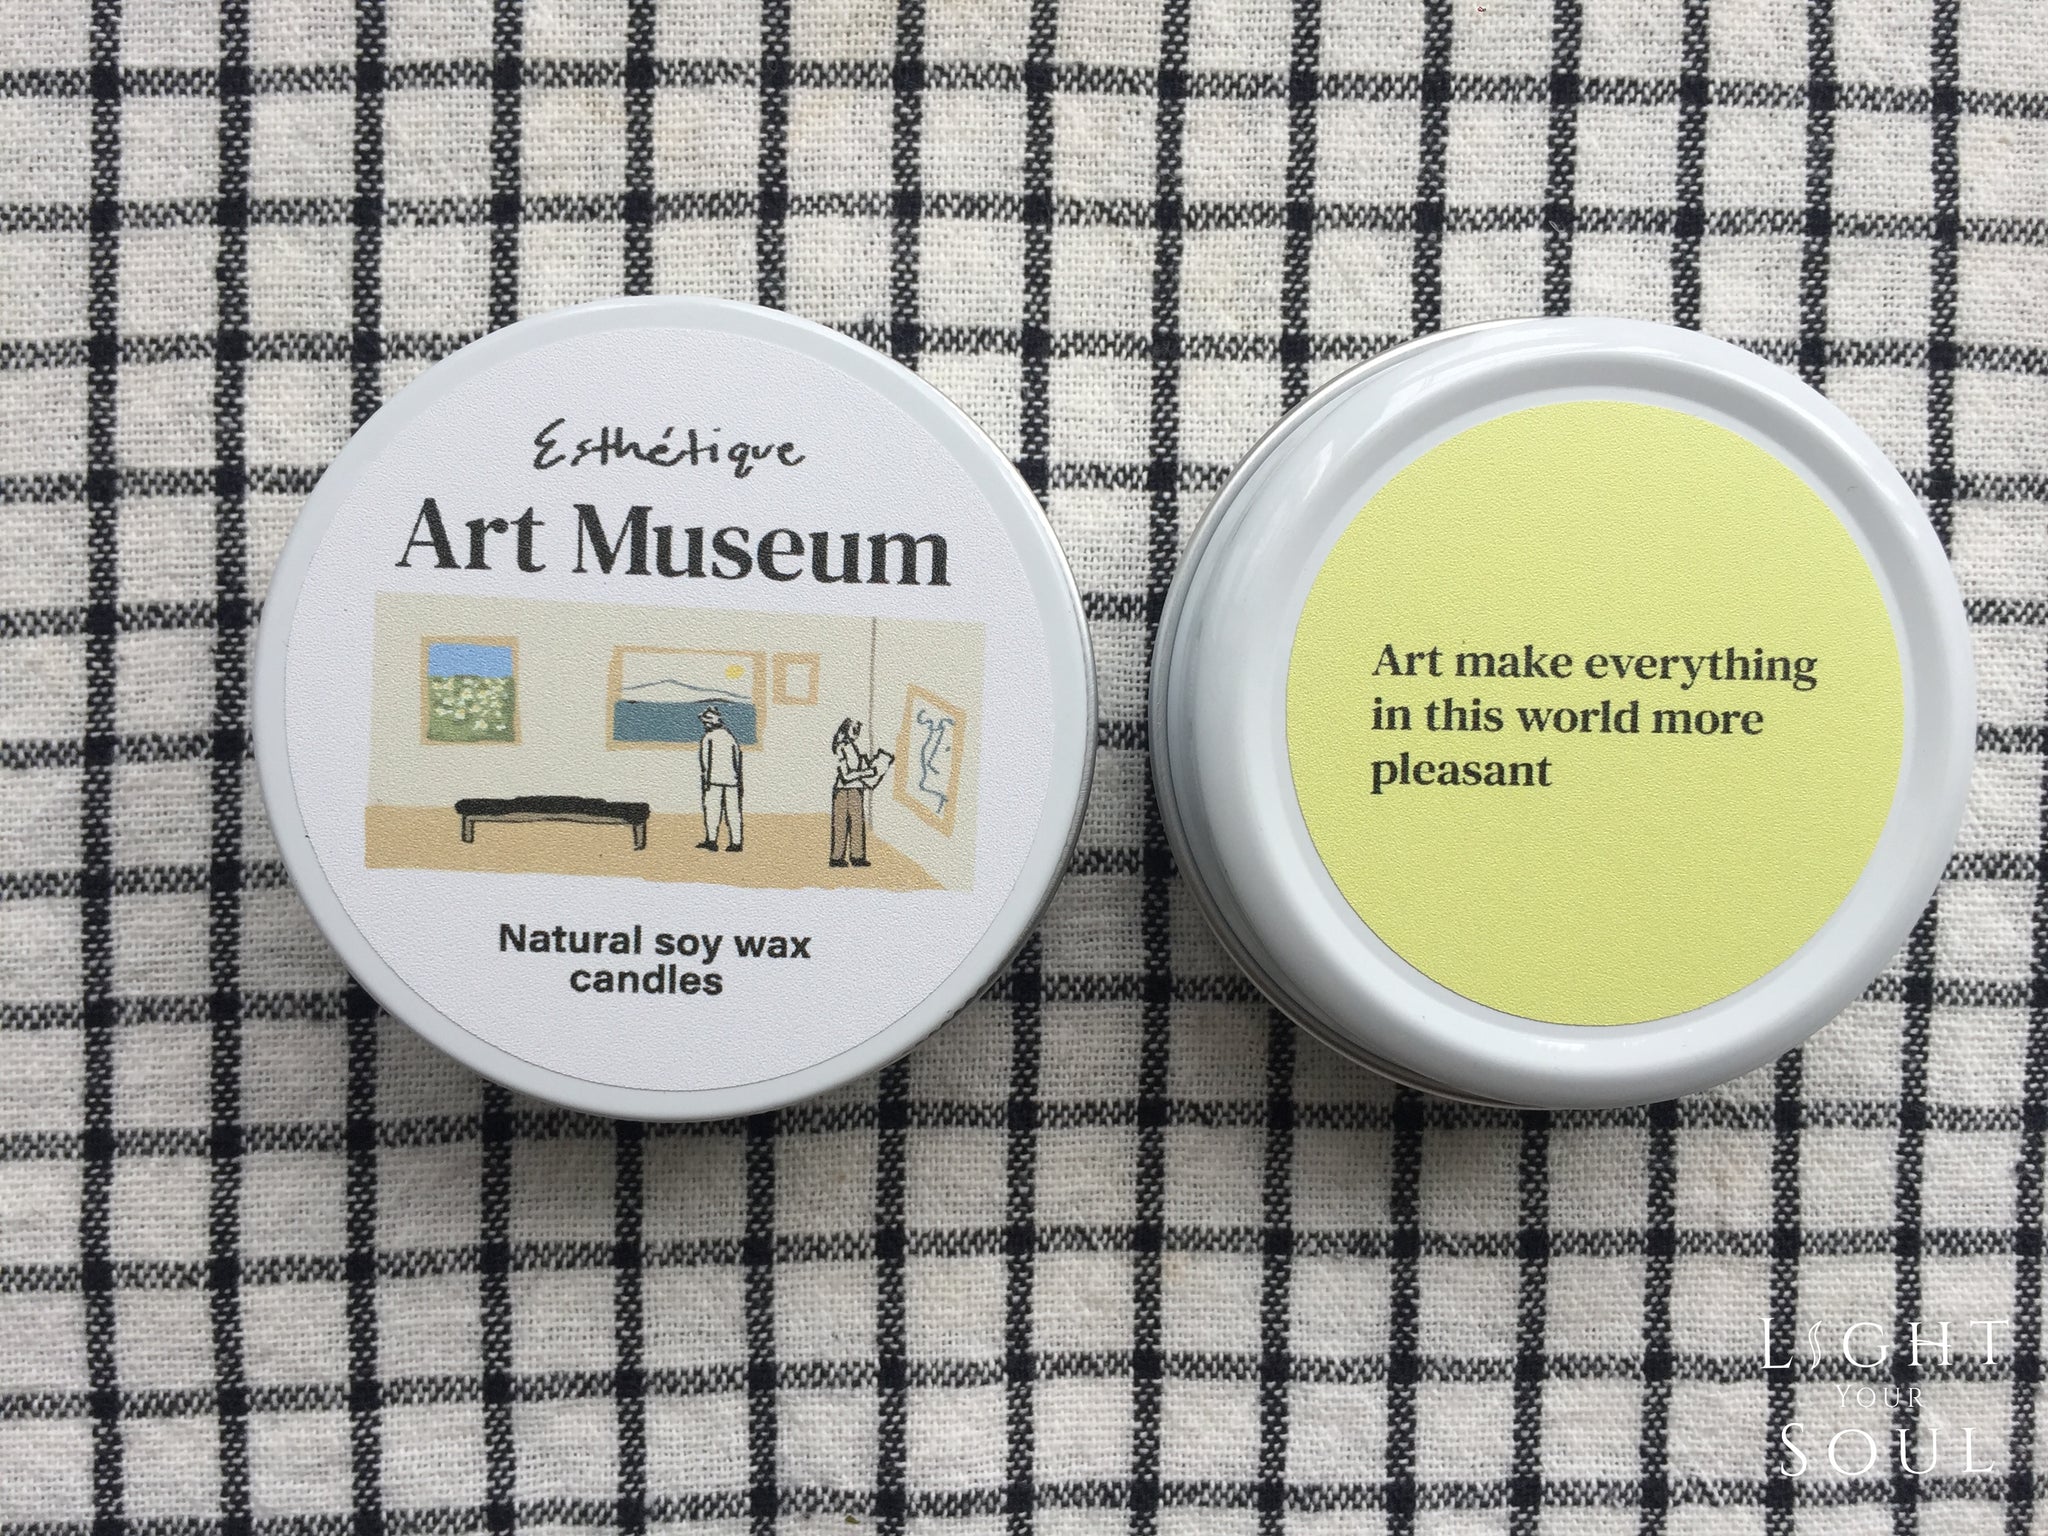 Esthétique
Art Museum
Natural soy wax
candles
Art make everything
in this world more
pleasant
LIGHT
YOUR
SOUL